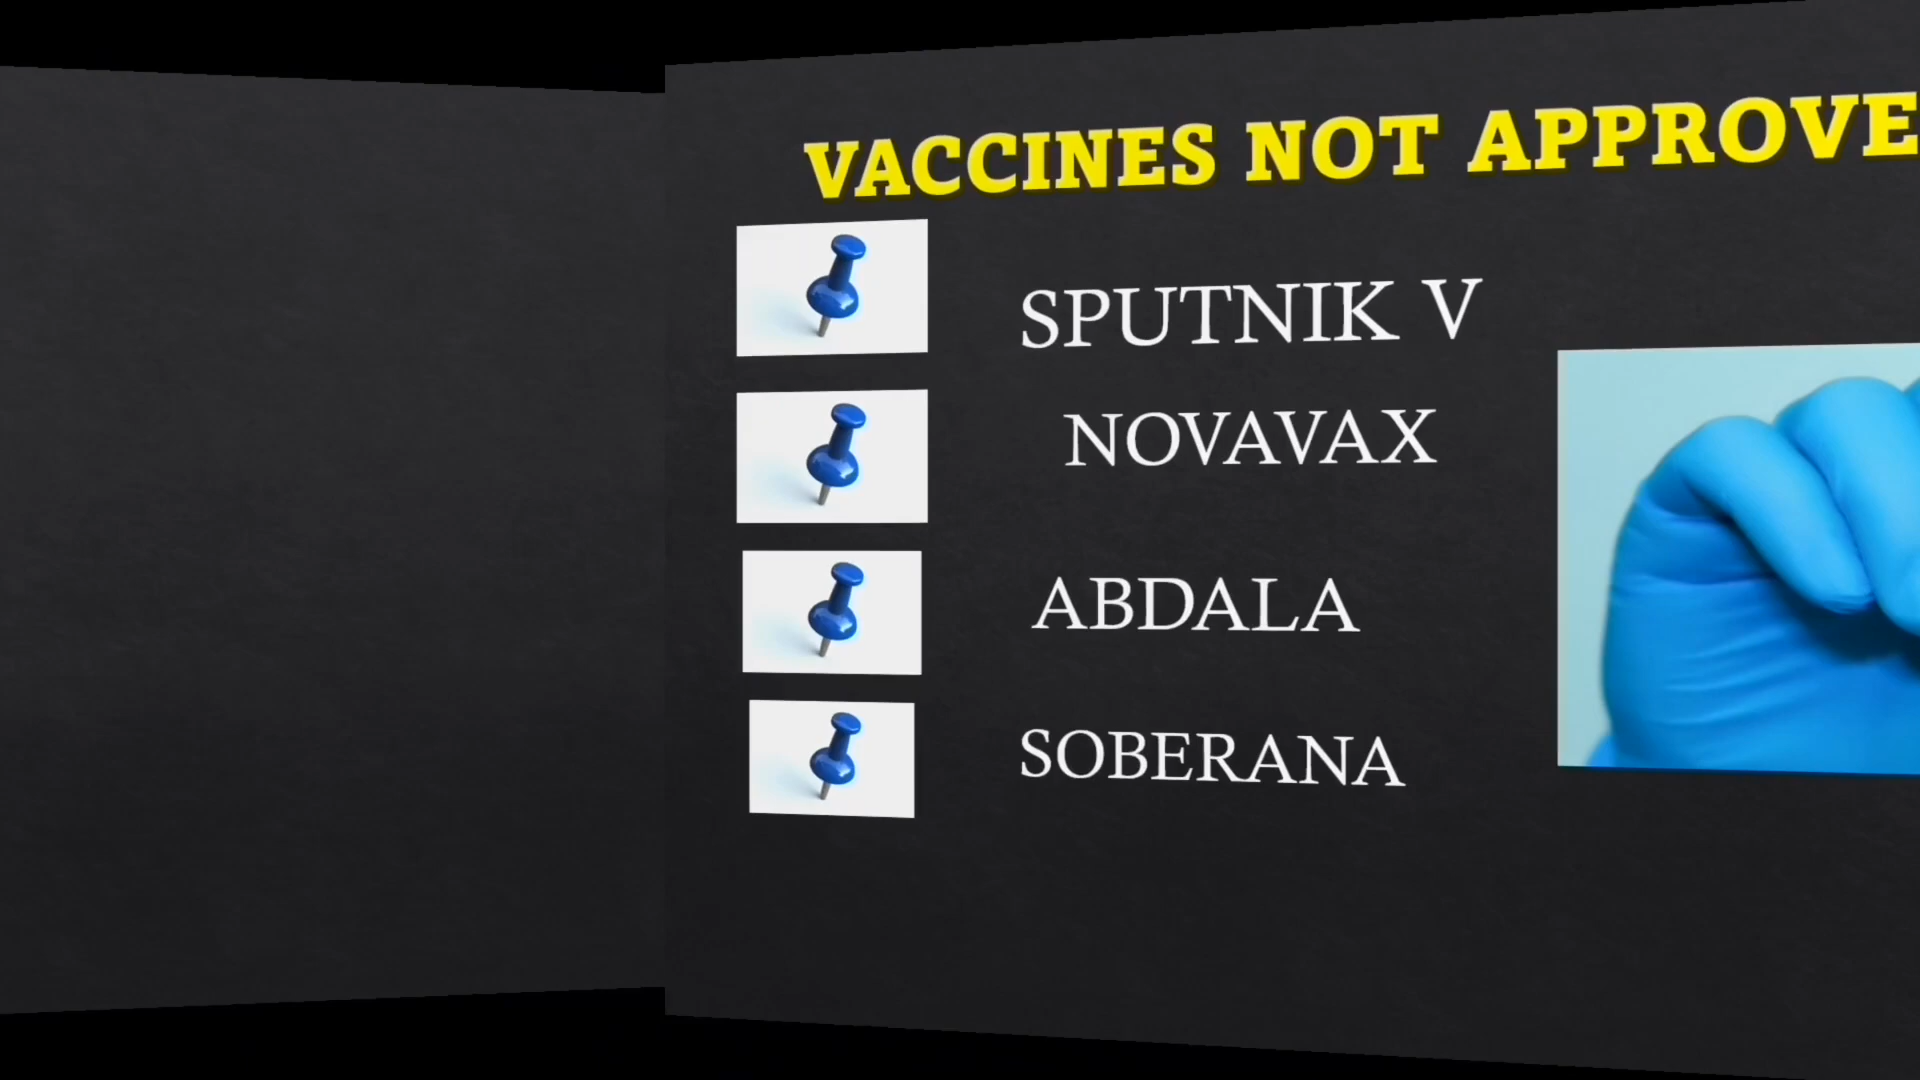 VACCINES NOT APPROVE
SPUTNIK V
NOVAVAX
ABDALA
SOBERANA